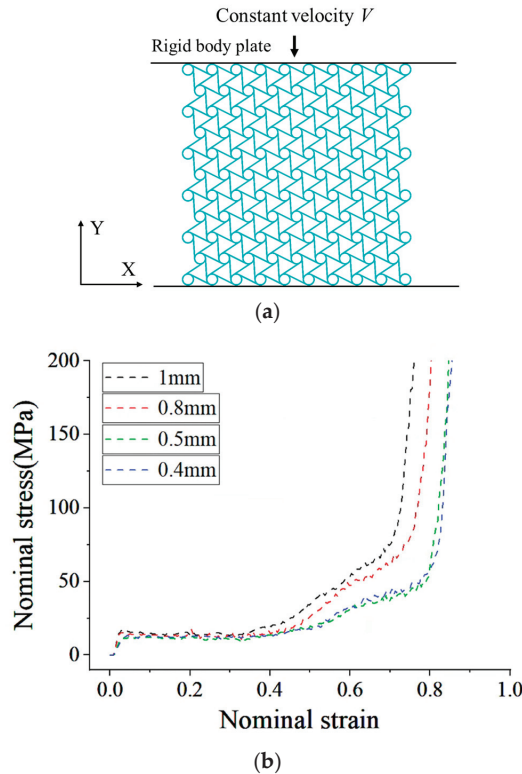 Constant velocity V
Rigid body plate
Y
X
(a)
200
150
100
50
0
Nominal stress(MPa)
1mm
0.8mm
0.5mm
0.4mm
0.0 0.2 0.4 0.6 0.8 1.0
Nominal strain
(b)